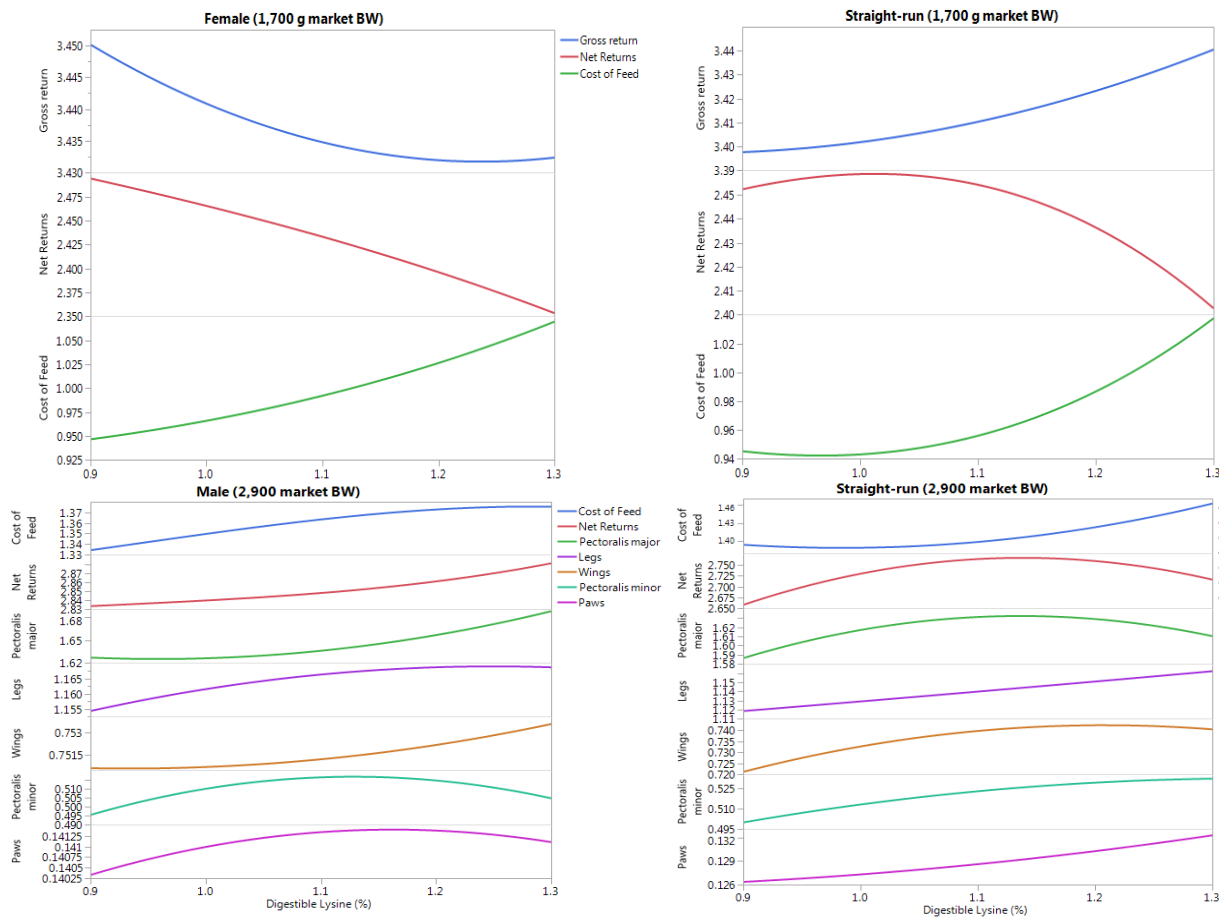 Female (1,700 g market BW)
Gross return
Net Returns
Cost of Feed
Gross return
3.450
3.445
3.440
3.435
3.430
Net Returns
2.475
2.450
2.425
2.400
2.375
2.350
Cost of Feed
1.050
1.025
1.000
0.975
0.950
0.925
0.9 1.0 1.1 1.2 1.3
Straight-run (1,700 g market BW)
Gross return
3.44
3.43
3.42
3.41
3.40
3.39
Net Returns
2.45
2.44
2.43
2.42
2.41
2.40
Cost of Feed
1.02
1.00
0.98
0.96
0.94
0.9 1.0 1.1 1.2 1.3
Male (2,900 market BW)
Cost of Feed
Net Returns
Pectoralis major
Legs
Wings
Pectoralis minor
Paws
Cost of
Feed
1.37
1.36
1.35
1.34
1.33
Net
Returns
2.87
2.86
2.85
2.84
2.83
Pectoralis
major
1.68
1.65
1.62
Legs
1.165
1.160
1.155
Wings
0.753
0.7515
Pectoralis
minor
0.510
0.505
0.500
0.495
0.490
Paws
0.14125
0.141
0.14075
0.1405
0.14025
0.9 1.0 1.1 1.2 1.3
Digestible Lysine (%)
Straight-run (2,900 market BW)
Cost of
Feed
1.46
1.43
1.40
Net
Returns
2.750
2.725
2.700
2.675
2.650
Pectoralis
major
1.62
1.61
1.60
1.59
1.58
Legs
1.15
1.14
1.13
1.12
1.11
Wings
0.740
0.735
0.730
0.725
0.720
Pectoralis
minor
0.525
0.510
0.495
Paws
0.132
0.129
0.126
0.9 1.0 1.1 1.2 1.3
Digestible Lysine (%)